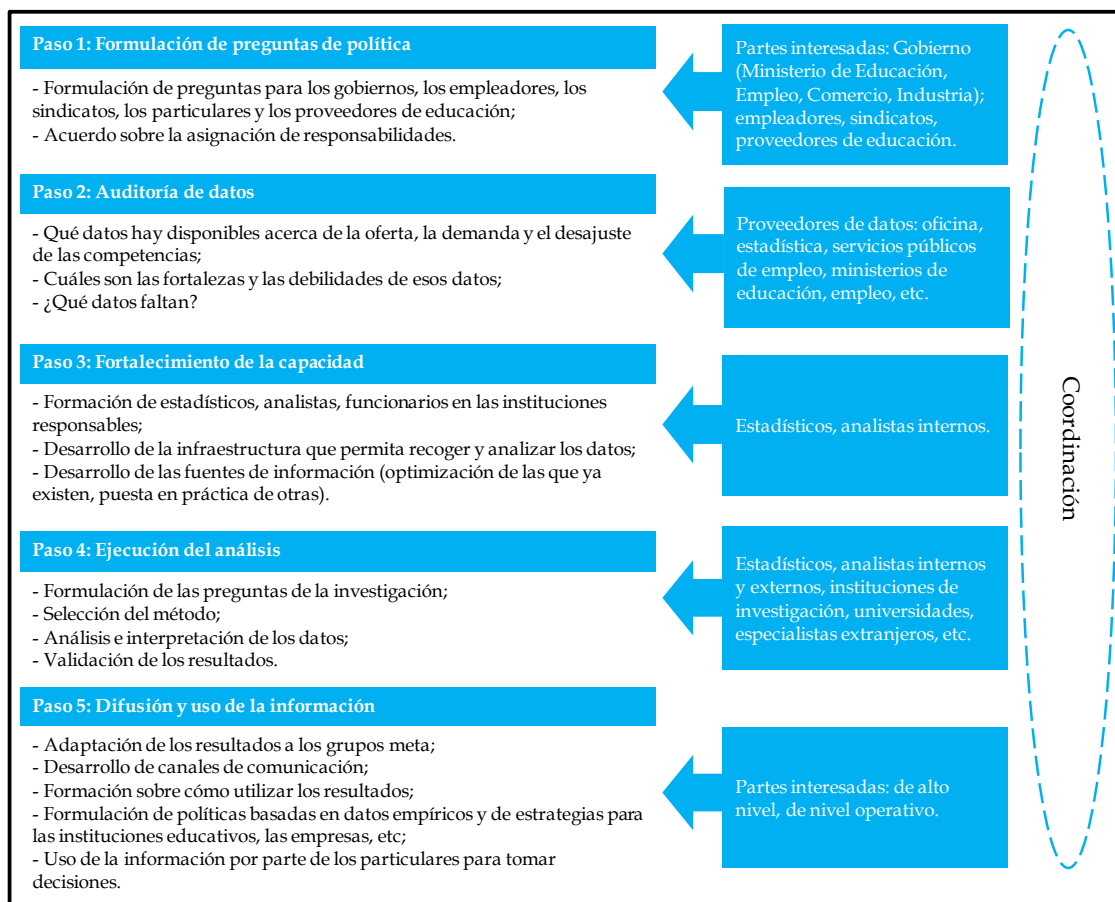 Paso 1: Formulación de preguntas de política
- Formulación de preguntas para los gobiernos, los empleadores, los
sindicatos, los particulares y los proveedores de educación;
- Acuerdo sobre la asignación de responsabilidades.
Partes interesadas: Gobierno
(Ministerio de Educación,
Empleo, Comercio, Industria);
empleadores, sindicatos,
proveedores de educación.
Paso 2: Auditoría de datos
- Qué datos hay disponibles acerca de la oferta, la demanda y el desajuste
de las competencias;
- Cuáles son las fortalezas y las debilidades de esos datos;
- ¿Qué datos faltan?
Proveedores de datos: oficina,
estadística, servicios públicos
de empleo, ministerios de
educación, empleo, etc.
Paso 3: Fortalecimiento de la capacidad
- Formación de estadísticos, analistas, funcionarios en las instituciones
responsables;
- Desarrollo de la infraestructura que permita recoger y analizar los datos;
- Desarrollo de las fuentes de información (optimización de las que ya
existen, puesta en práctica de otras).
Estadísticos, analistas internos.
Paso 4: Ejecución del análisis
- Formulación de las preguntas de la investigación;
- Selección del método;
- Análisis e interpretación de los datos;
- Validación de los resultados.
Estadísticos, analistas internos
y externos, instituciones de
investigación, universidades,
especialistas extranjeros, etc.
Paso 5: Difusión y uso de la información
- Adaptación de los resultados a los grupos meta;
- Desarrollo de canales de comunicación;
- Formación sobre cómo utilizar los resultados;
- Formulación de políticas basadas en datos empíricos y de estrategias para
las instituciones educativos, las empresas, etc;
- Uso de la información por parte de los particulares para tomar
decisiones.
Partes interesadas: de alto
nivel, de nivel operativo.
Coordinación